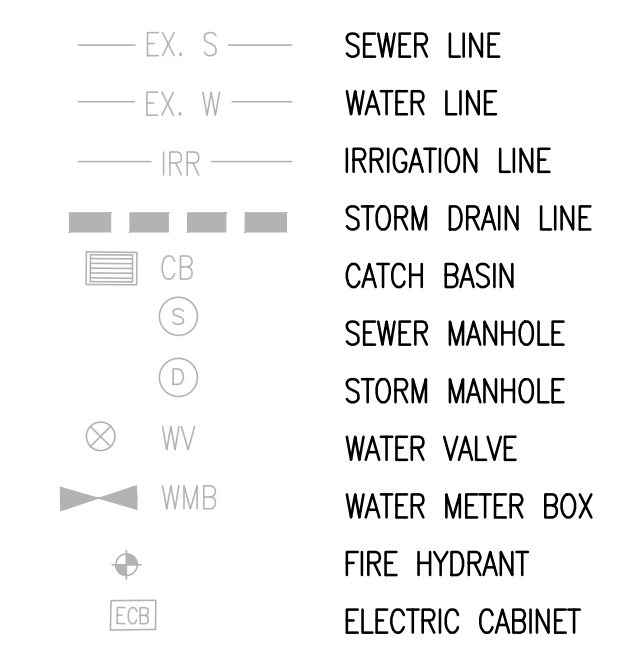 EX. S SEWER LINE
EX. W WATER LINE
IRR IRRIGATION LINE
STORM DRAIN LINE
CB CATCH BASIN
S SEWER MANHOLE
D STORM MANHOLE
WV WATER VALVE
WMB WATER METER BOX
FIRE HYDRANT
ECB ELECTRIC CABINET